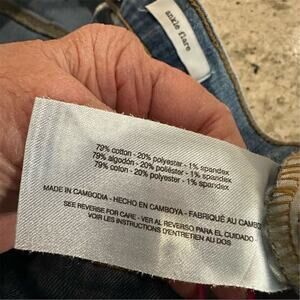 ankle flare
79% cotton - 20% polyester - 1% spandex
79% algodón - 20% poliéster - 1% spandex
79% coton - 20% polyester - 1% spandex
MADE IN CAMBODIA - HECHO EN CAMBOYA - FABRIQUÉ AU CAMBO
SEE REVERSE FOR CARE - VER AL REVERSO PARA EL CUIDADO -
VOIR LES INSTRUCTIONS D'ENTRETIEN AU DOS